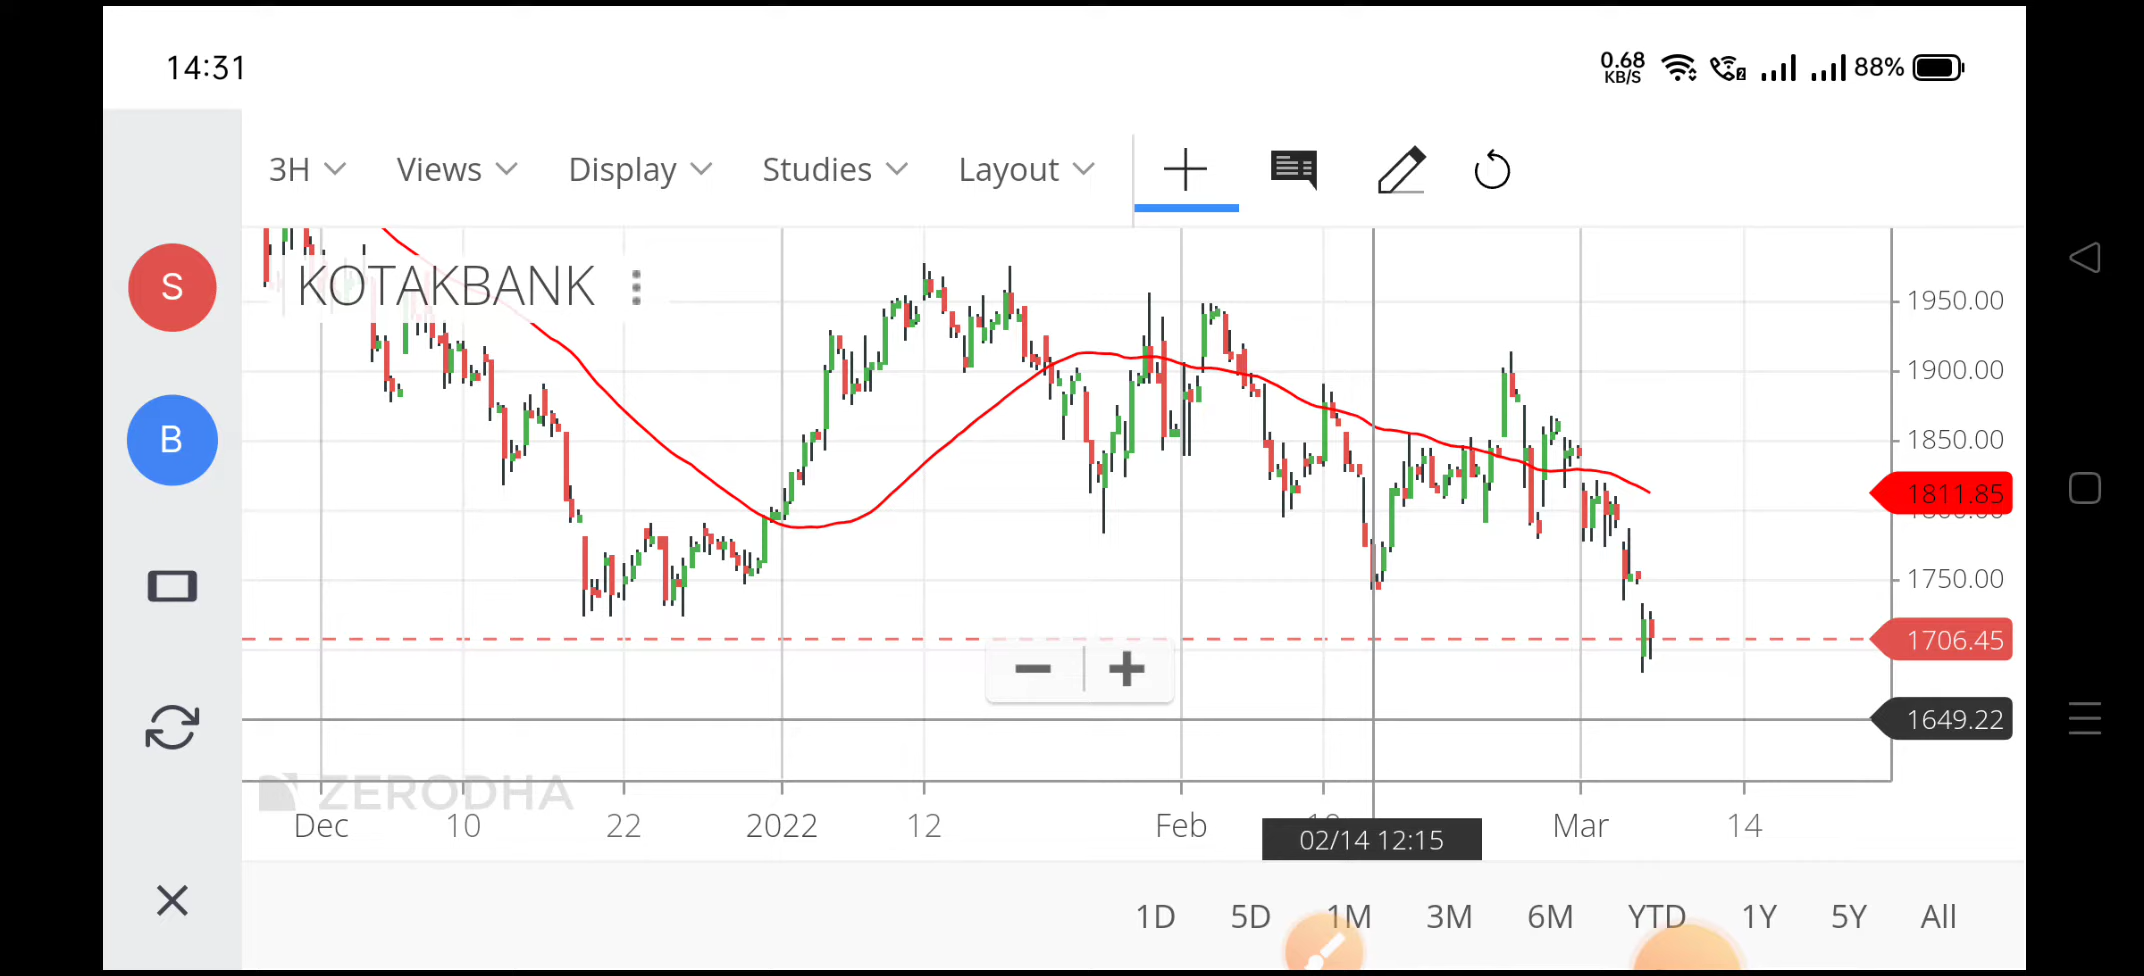 14:31
0.68
KB/S
88%
3H Views Display Studies Layout
S
KOTAKBANK
1950.00
1900.00
B
1850.00
1811.85
1750.00
1706.45
1649.22
ZERODHA
Dec 10 22 2022 12 Feb Mar 14
02/14 12:15
1D 5D 1M 3M 6M YTD 1Y 5Y All